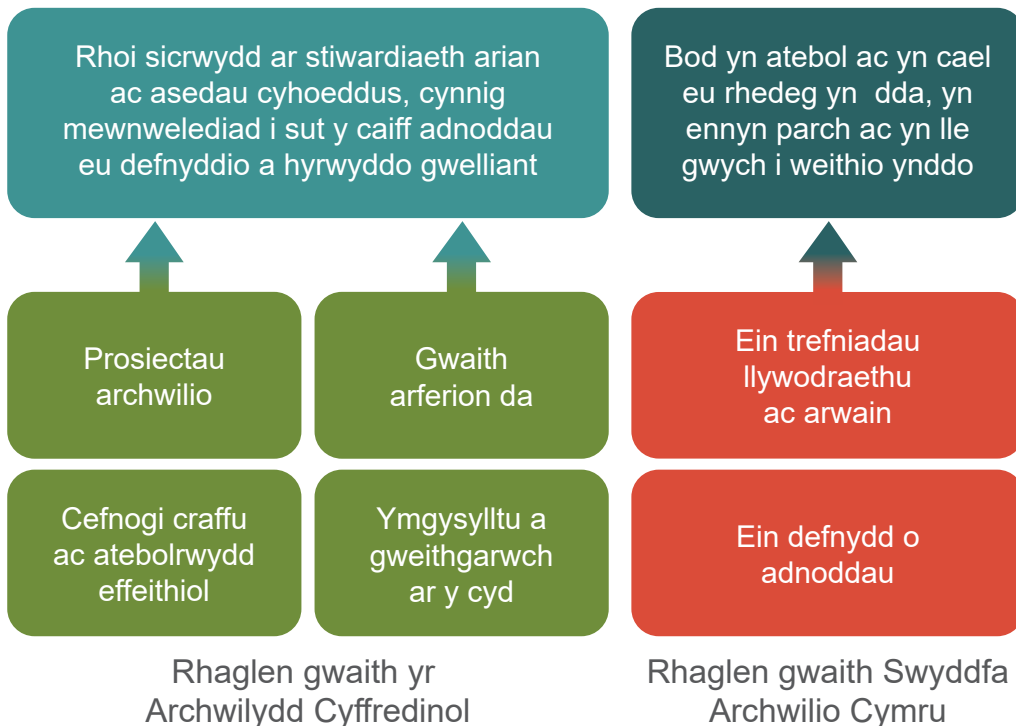 Rhoi sicrwydd ar stiwardiaeth arian
ac asedau cyhoeddus, cynnig
mewnwelediad i sut y caiff adnoddau
eu defnyddio a hyrwyddo gwelliant
Bod yn atebol ac yn cael
eu rhedeg yn dda, yn
ennyn parch ac yn lle
gwych i weithio ynddo
Prosiectau
archwilio
Gwaith
arferion da
Ein trefniadau
llywodraethu
ac arwain
Cefnogi craffu
ac atebolrwydd
effeithiol
Ymgysylltu a
gweithgarwch
ar y cyd
Ein defnydd o
adnoddau
Rhaglen gwaith yr
Archwilydd Cyffredinol
Rhaglen gwaith Swyddfa
Archwilio Cymru